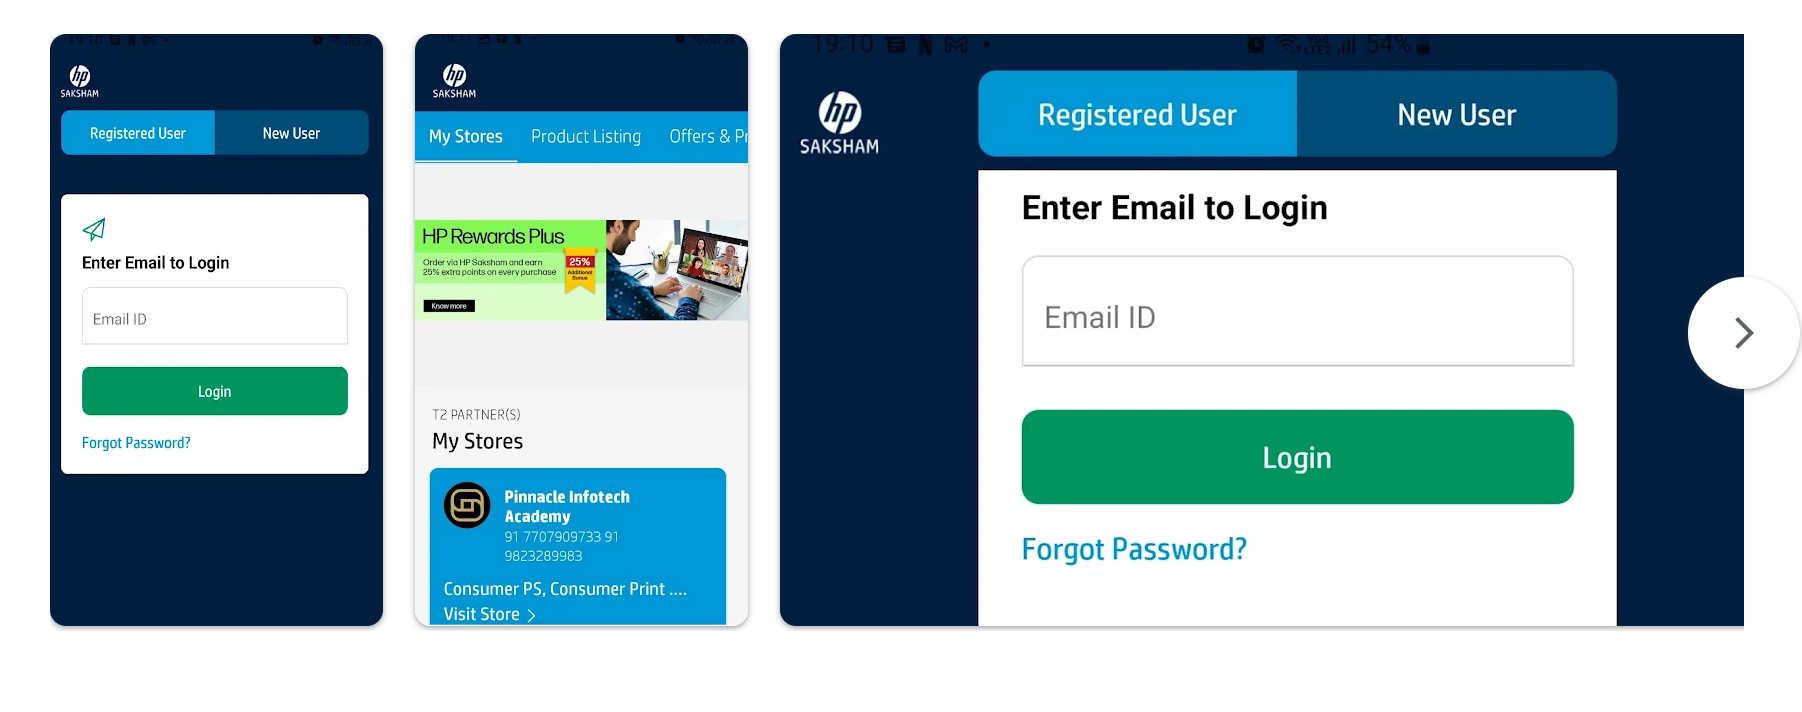 hp
SAKSHAM
Registered User
New User
Enter Email to Login
Email ID
Login
Forgot Password?
hp
SAKSHAM
My Stores
Product Listing
Offers & Pr
HP Rewards Plus
Order via HP Saksham and earn
25% extra points on every purchase
25%
Additional
Bonus
Know more
T2 PARTNER(S)
My Stores
Pinnacle Infotech
Academy
91 7707909733 91
9823289983
Consumer PS, Consumer Print ....
Visit Store >
19:10
54%
hp
SAKSHAM
Registered User
New User
Enter Email to Login
Email ID
Login
Forgot Password?